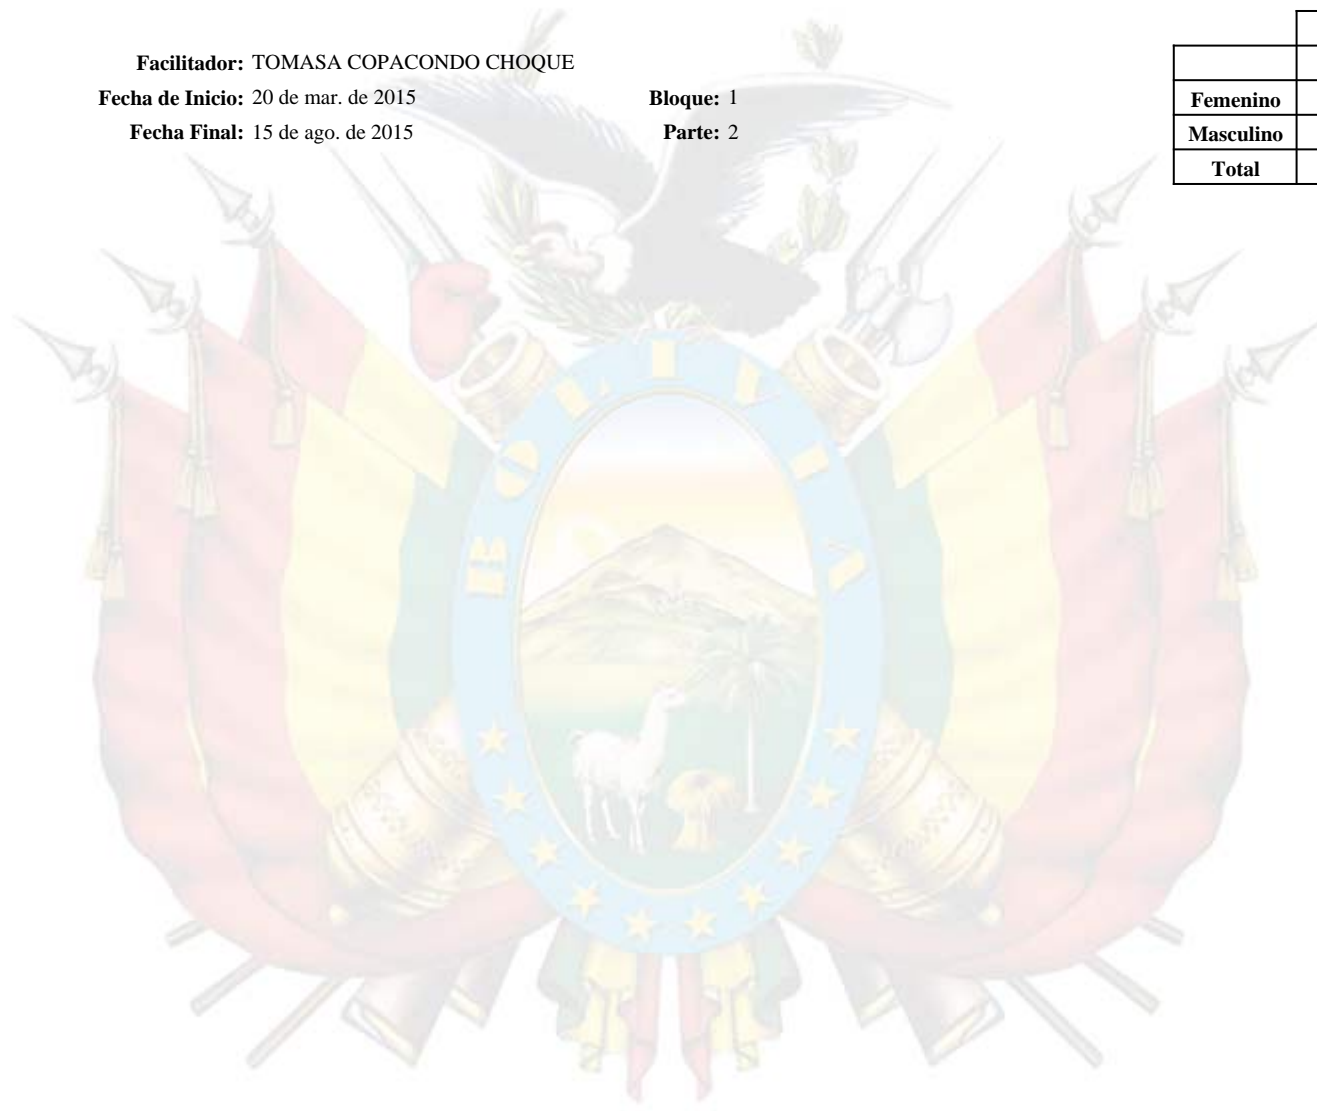 Facilitador: TOMASA COPACONDO CHOQUE
Fecha de Inicio: 20 de mar. de 2015 Bloque: 1
Fecha Final: 15 de ago. de 2015 Parte: 2
Femenino
Masculino
Total
BOLIVIA